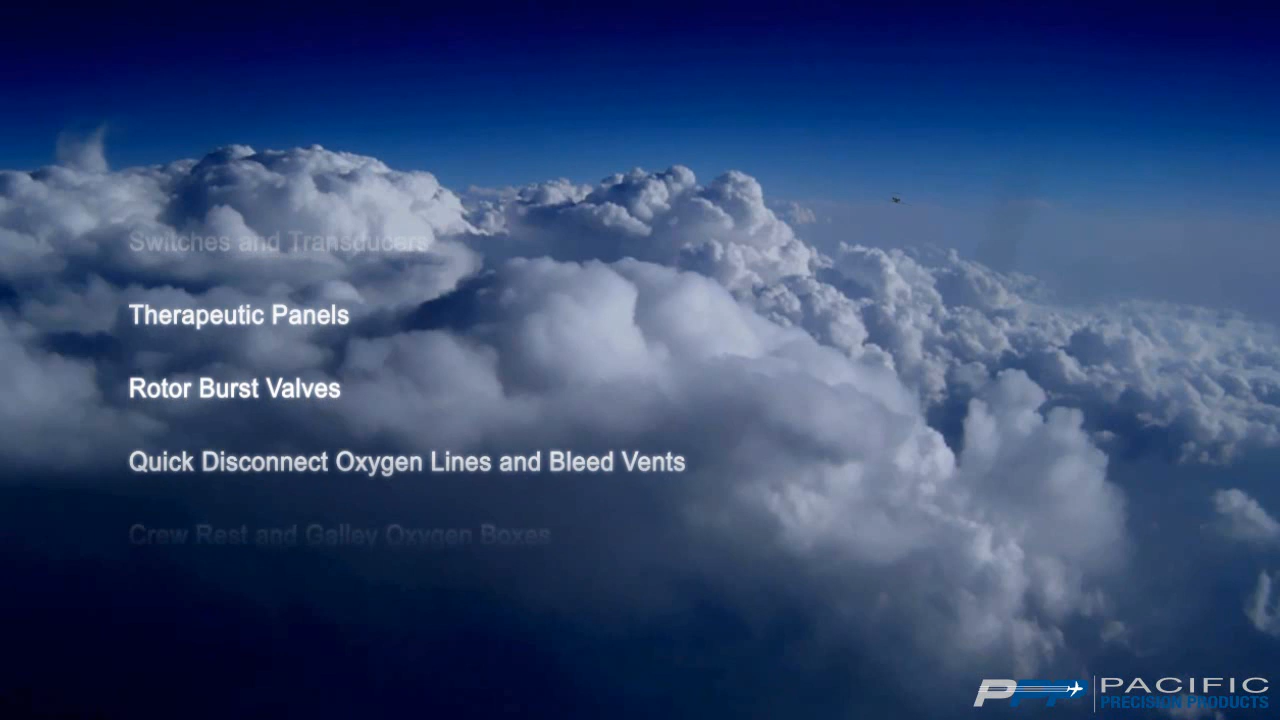 Switches and Transducers
Therapeutic Panels
Rotor Burst Valves
Quick Disconnect Oxygen Lines and Bleed Vents
Crew Rest and Galley Oxygen Boxes
PPP PACIFIC
PRECISION PRODUCTS